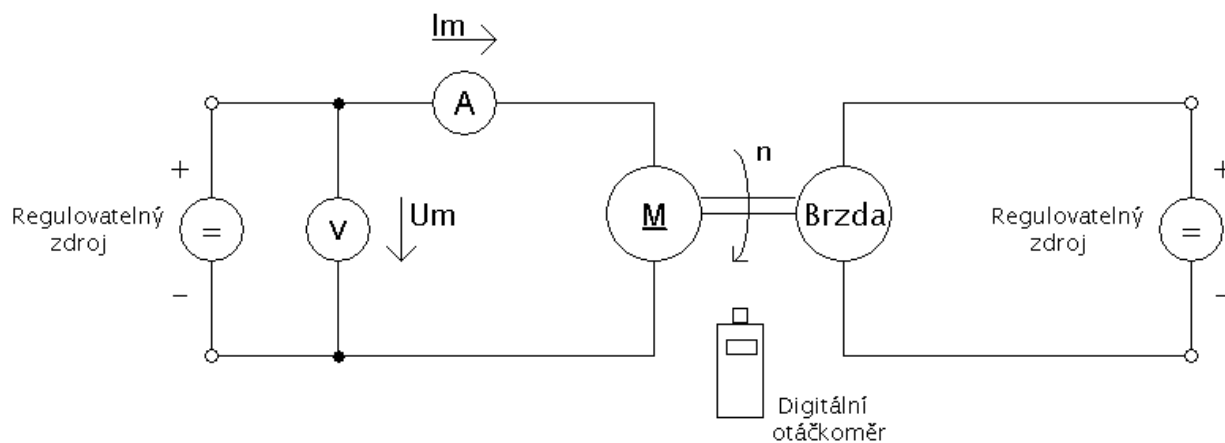 Im
A
+
Regulovatelný
zdroj
=
–
V
Um
M
n
Brzda
Regulovatelný
zdroj
+
=
–
Digitální
otáčkoměr